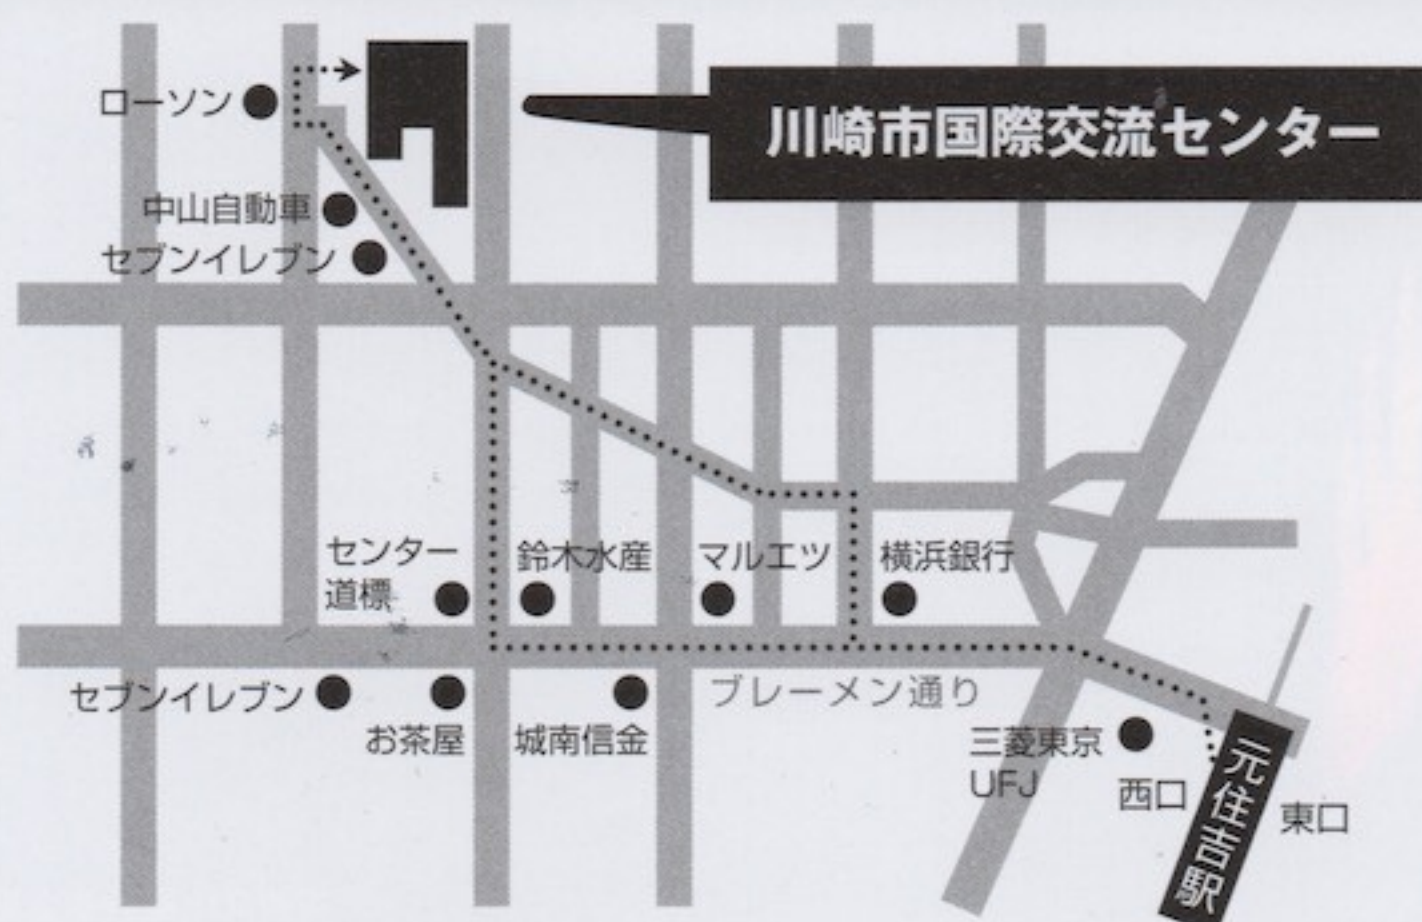 ローソン
川崎市国際交流センター
中山自動車
セブンイレブン
センター
道標
鈴木水産
マルエツ
横浜銀行
セブンイレブン
お茶屋
城南信金
ブレーメン通り
三菱東京
UFJ
西口
元住吉駅
東口